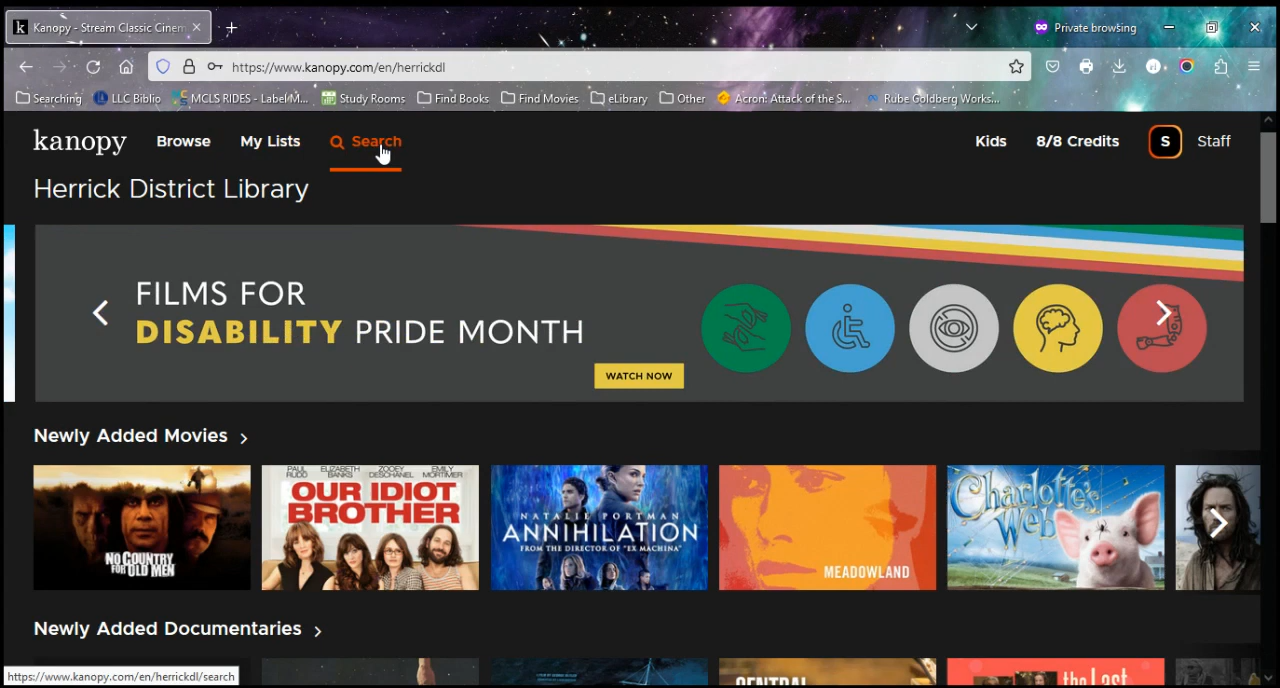 k Kanopy - Stream Classic Cinem
Private browsing
https://www.kanopy.com/en/herrickdl
Searching LLC Biblio MCLS RIDES - Label M... Study Rooms Find Books Find Movies eLibrary Other Acron: Attack of the S... Rube Goldberg Works...
kanopy Browse My Lists Search Kids 8/8 Credits S Staff
Herrick District Library
FILMS FOR
DISABILITY PRIDE MONTH
WATCH NOW
Newly Added Movies
NO COUNTRY
FOR OLD MEN
PAUL RUDD ELIZABETH BANKS ZOOEY DESCHANEL EMILY MORTIMER
OUR IDIOT
BROTHER
NATALIE PORTMAN
ANNIHILATION
FROM THE DIRECTOR OF "EX MACHINA"
MEADOWLAND
Charlotte's
Web
Newly Added Documentaries
CENTRAL
the Last
https://www.kanopy.com/en/herrickdl/search